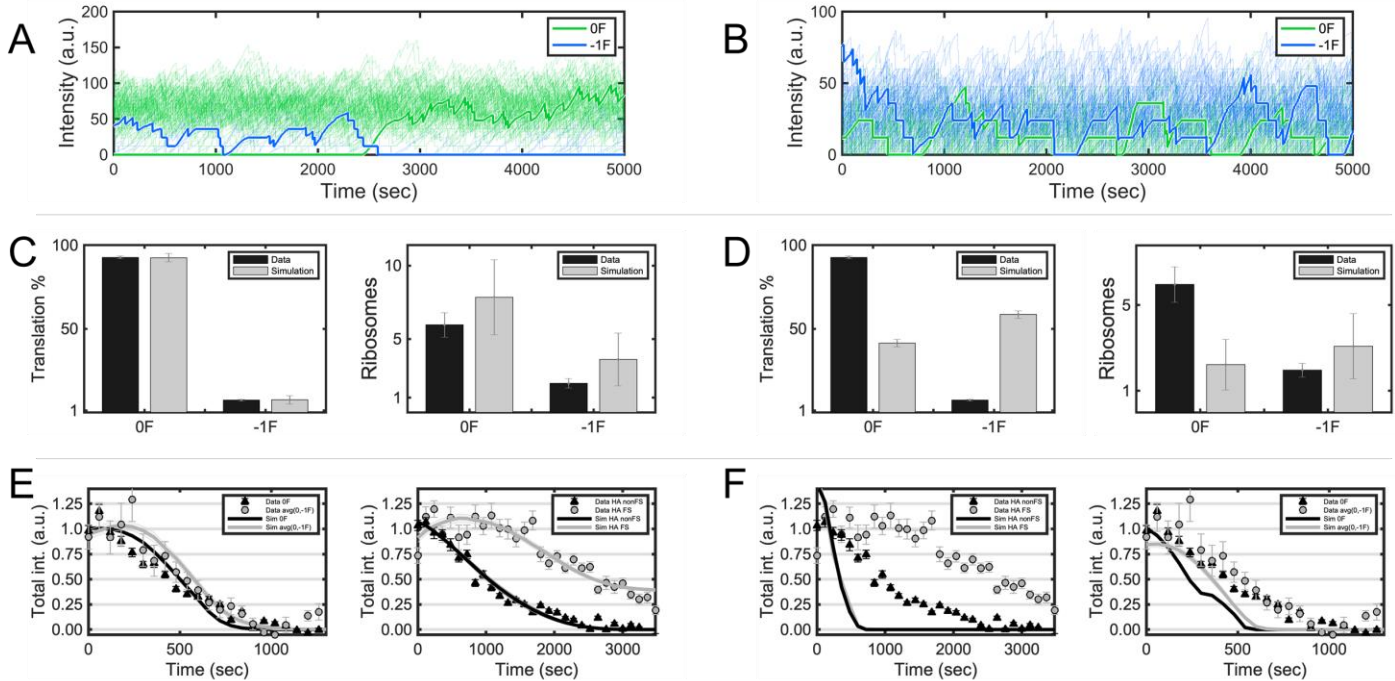 A
Intensity (a.u.)
200
150
100
50
0
0F
-1F
0
1000
2000
3000
4000
5000
Time (sec)
B
Intensity (a.u.)
100
50
0
0F
-1F
0
1000
2000
3000
4000
5000
Time (sec)
C
Translation %
100
50
1
Data
Simulation
0F
-1F
Ribosomes
10
5
1
Data
Simulation
0F
-1F
D
Translation %
100
50
1
Data
Simulation
0F
-1F
Ribosomes
5
1
Data
Simulation
0F
-1F
E
Total int. (a.u.)
1.25
1.0
0.75
0.50
0.25
0.00
Data 0F
Data avg(0,-1F)
Sim 0F
Sim avg(0,-1F)
0
500
1000
Time (sec)
Total int. (a.u.)
1.25
1.0
0.75
0.50
0.25
0.00
Data HA nonFS
Data HA FS
Sim HA nonFS
Sim HA FS
0
1000
2000
3000
Time (sec)
F
Total int. (a.u.)
1.25
1.0
0.75
0.50
0.25
0.00
Data HA nonFS
Data HA FS
Sim HA nonFS
Sim HA FS
0
1000
2000
3000
Time (sec)
Total int. (a.u.)
1.25
1.0
0.75
0.50
0.25
0.00
Data 0F
Data avg(0,-1F)
Sim 0F
Sim avg(0,-1F)
0
500
1000
Time (sec)